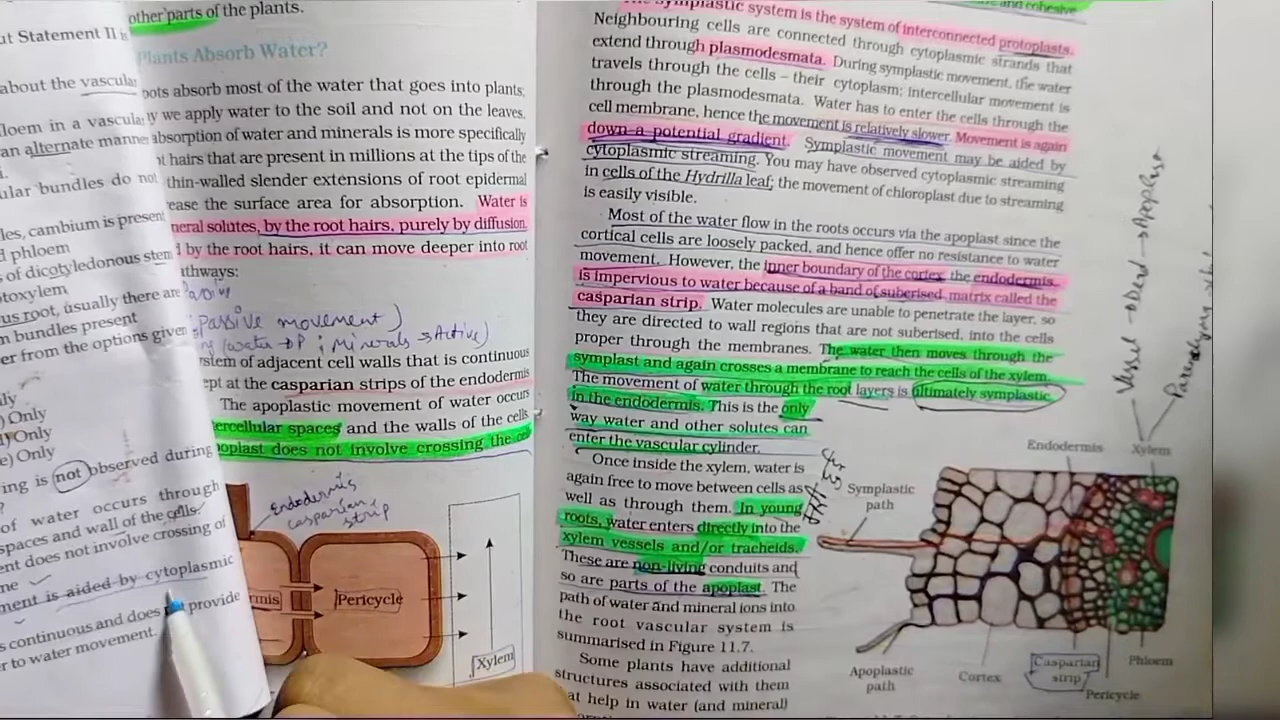 other parts of the plants.
ut Statement II is
Plants Absorb Water?
about the vascular
oots absorb most of the water that goes into plants;
y we apply water to the soil and not on the leaves.
loem in a vascula
absorption of water and minerals is more specifically
an alternate manne
t hairs that are present in millions at the tips of the
ular bundles do not
thin-walled slender extensions of root epidermal
ease the surface area for absorption. Water is
les, cambium is present
neral solutes, by the root hairs, purely by diffusion.
d phloem
d by the root hairs, it can move deeper into root
s of dicotyledonous stem
athways:
toxylem
us root, usually there are
m bundles present
er from the options given
Passive movement)
(water → DP ; Minerals → Active)
stem of adjacent cell walls that is continuous
ept at the casparian strips of the endodermis
The apoplastic movement of water occurs
tercellular spaces and the walls of the cells.
oplast does not involve crossing the cell
ly
) Only
) Only
e) Only
ing is not observed during
of water occurs through
spaces and wall of the cells.
ent does not involve crossing of
ne
ment is aided by cytoplasmic
s continuous and does not provide
r to water movement.
Endodermis
casparian
strip
rmis
Pericycle
Xylem
and cohesive
The symplastic system is the system of interconnected protoplasts.
Neighbouring cells are connected through cytoplasmic strands that
extend through plasmodesmata. During symplastic movement, the water
travels through the cells – their cytoplasm; intercellular movement is
through the plasmodesmata. Water has to enter the cells through the
cell membrane, hence the movement is relatively slower. Movement is again
down a potential gradient. Symplastic movement may be aided by
cytoplasmic streaming. You may have observed cytoplasmic streaming
in cells of the Hydrilla leaf; the movement of chloroplast due to streaming
is easily visible.
Most of the water flow in the roots occurs via the apoplast since the
cortical cells are loosely packed, and hence offer no resistance to water
movement. However, the inner boundary of the cortex, the endodermis,
is impervious to water because of a band of suberised matrix called the
casparian strip. Water molecules are unable to penetrate the layer, so
they are directed to wall regions that are not suberised, into the cells
proper through the membranes. The water then moves through the
symplast and again crosses a membrane to reach the cells of the xylem.
The movement of water through the root layers is ultimately symplastic
in the endodermis. This is the only
way water and other solutes can
enter the vascular cylinder.
Once inside the xylem, water is
again free to move between cells as
well as through them. In young
roots, water enters directly into the
xylem vessels and/or tracheids.
These are non-living conduits and
so are parts of the apoplast. The
path of water and mineral ions into
the root vascular system is
summarised in Figure 11.7.
Some plants have additional
structures associated with them
at help in water (and mineral)
Vessel → Dead → Apoplas
Endodermis
Xylem
Symplastic
path
Apoplastic
path
Cortex
Casparian
strip
Pericycle
Phloem